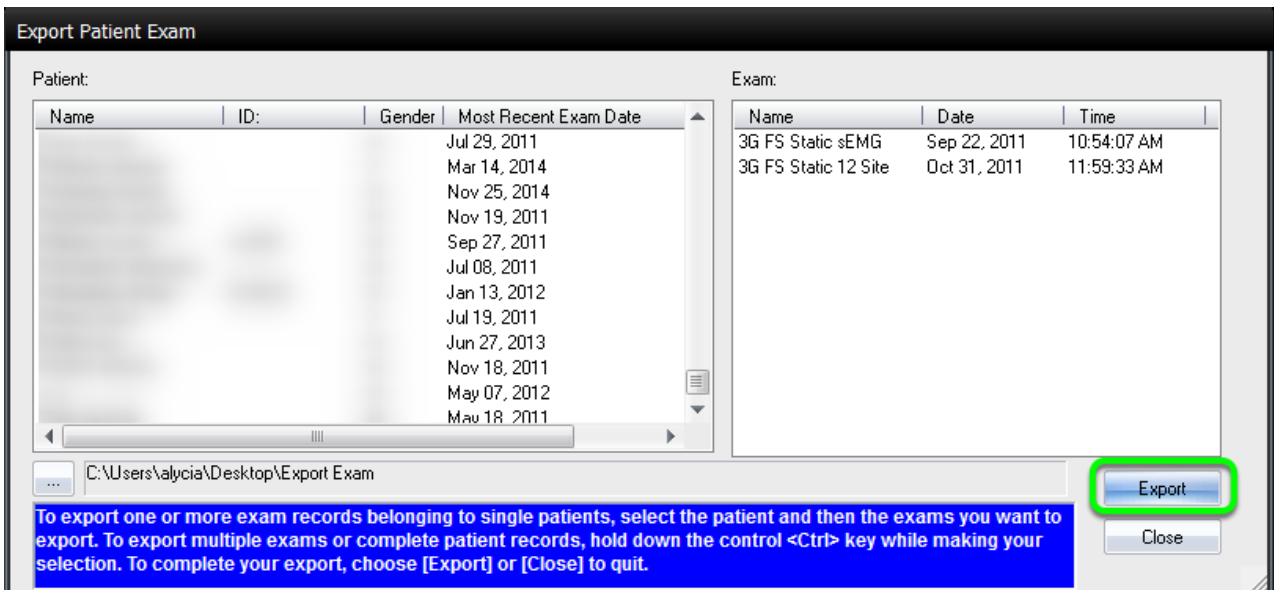 Export Patient Exam
Patient:
Name ID: Gender Most Recent Exam Date
Jul 29, 2011
Mar 14, 2014
Nov 25, 2014
Nov 19, 2011
Sep 27, 2011
Jul 08, 2011
Jan 13, 2012
Jul 19, 2011
Jun 27, 2013
Nov 18, 2011
May 07, 2012
May 18, 2011
Exam:
Name Date Time
3G FS Static sEMG Sep 22, 2011 10:54:07 AM
3G FS Static 12 Site Oct 31, 2011 11:59:33 AM
... C:\Users\alycia\Desktop\Export Exam
Export
To export one or more exam records belonging to single patients, select the patient and then the exams you want to
export. To export multiple exams or complete patient records, hold down the control <Ctrl> key while making your
selection. To complete your export, choose [Export] or [Close] to quit.
Close